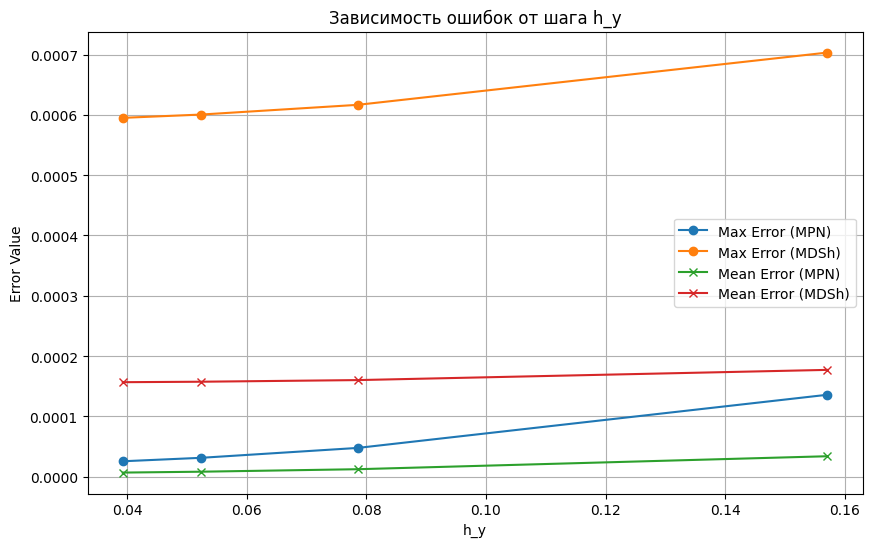 Зависимость ошибок от шага h_y
Error Value
0.0007
0.0006
0.0005
0.0004
0.0003
0.0002
0.0001
0.0000
Max Error (MPN)
Max Error (MDSh)
Mean Error (MPN)
Mean Error (MDSh)
0.04 0.06 0.08 0.10 0.12 0.14 0.16
h_y